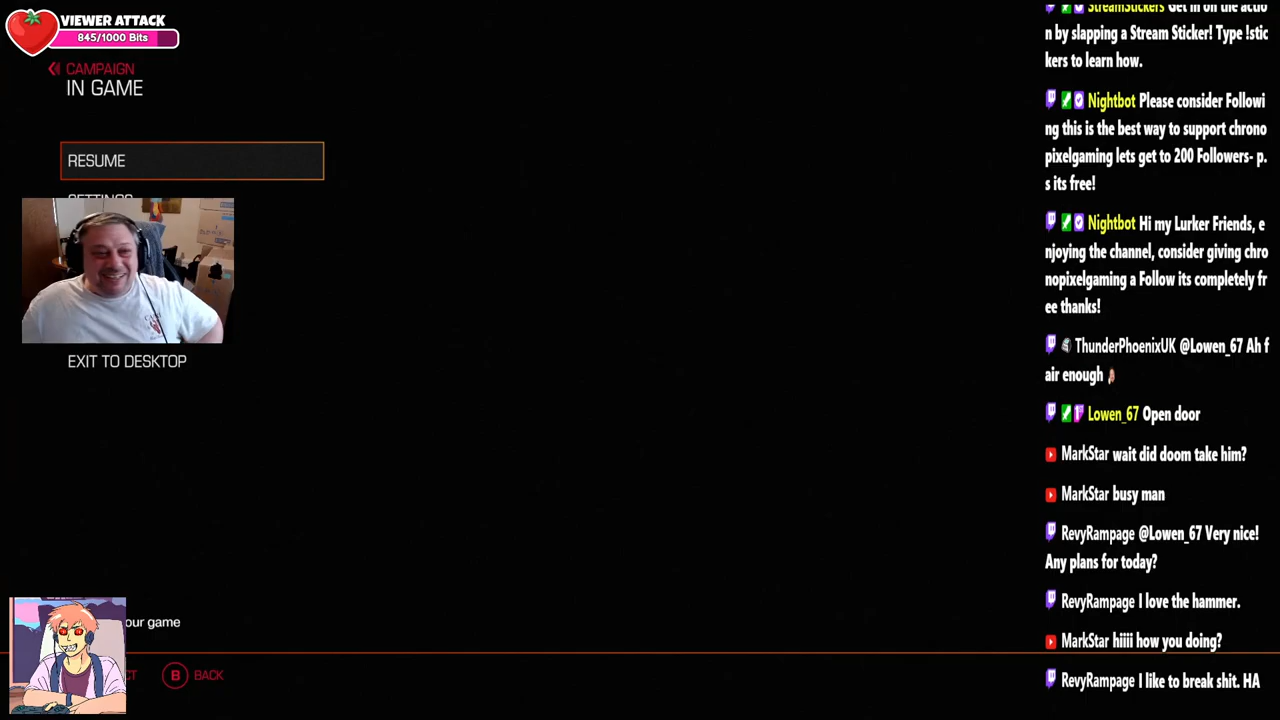 VIEWER ATTACK
845/1000 Bits
CAMPAIGN
IN GAME
RESUME
SETTINGS
EXIT TO DESKTOP
our game
CT
B BACK
StreamStickers Get in on the actio
n by slapping a Stream Sticker! Type !stic
kers to learn how.
Nightbot Please consider Followi
ng this is the best way to support chrono
pixelgaming lets get to 200 Followers- p.
s its free!
Nightbot Hi my Lurker Friends, e
njoying the channel, consider giving chro
nopixelgaming a Follow its completely fr
ee thanks!
ThunderPhoenixUK @Lowen_67 Ah f
air enough
Lowen_67 Open door
MarkStar wait did doom take him?
MarkStar busy man
RevyRampage @Lowen_67 Very nice!
Any plans for today?
RevyRampage I love the hammer.
MarkStar hiiii how you doing?
RevyRampage I like to break shit. HA